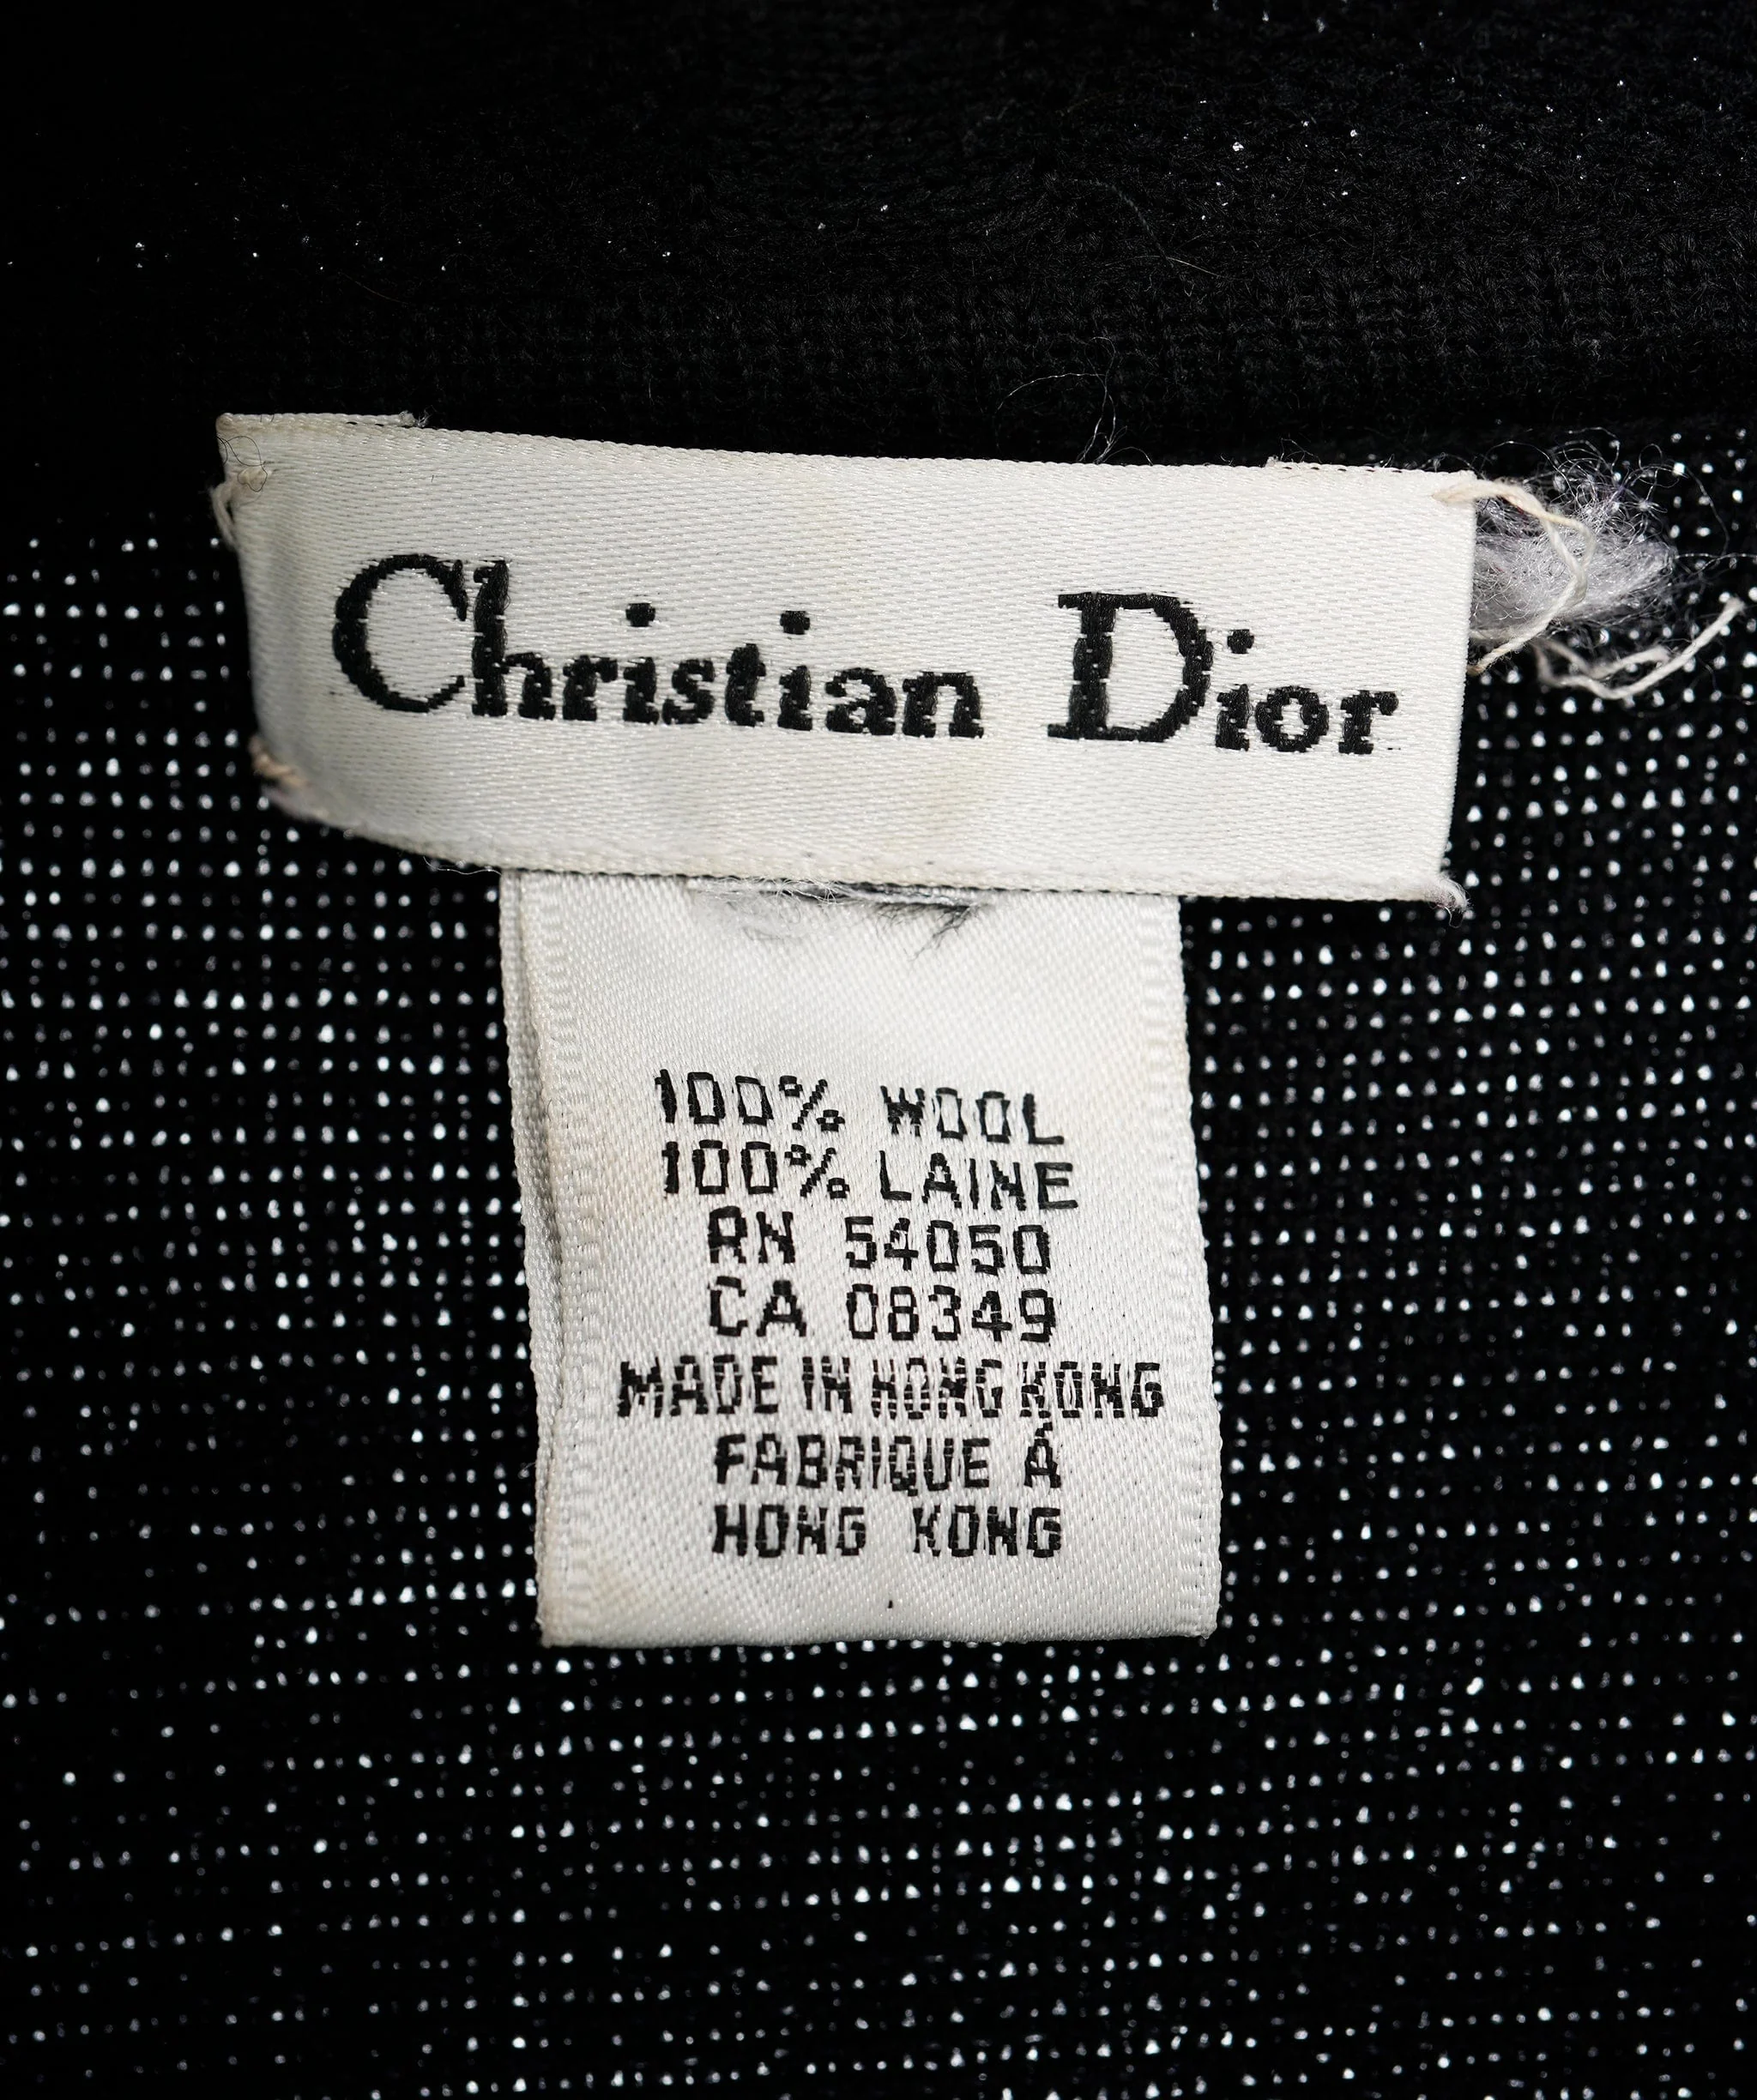 Christian Dior
100% WOOL
100% LAINE
RN 54050
CA 08349
MADE IN HONG KONG
FABRIQUE Á
HONG KONG